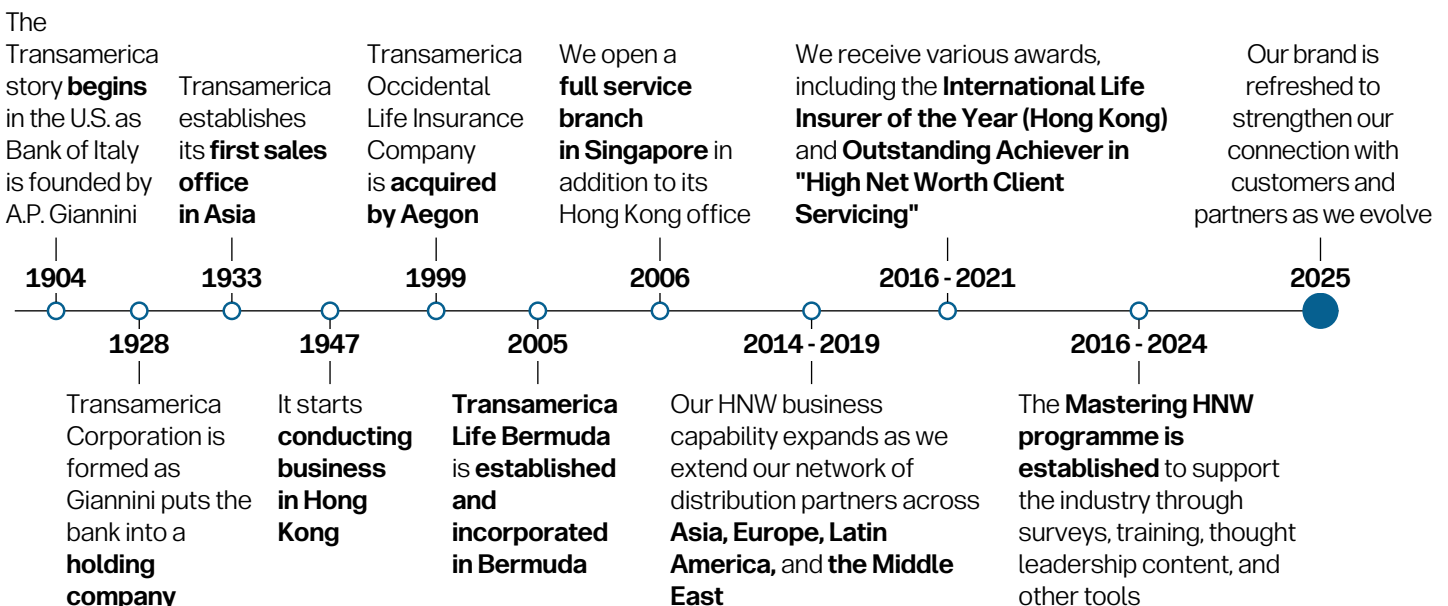 The
Transamerica
story begins
in the U.S. as
Bank of Italy
is founded by
A.P. Giannini
1904
Transamerica
Corporation is
formed as
Giannini puts the
bank into a
holding
company
1928
Transamerica
establishes
its first sales
office
in Asia
1933
It starts
conducting
business
in Hong
Kong
1947
Transamerica
Occidental
Life Insurance
Company
is acquired
by Aegon
1999
2005
Transamerica
Life Bermuda
is established
and
incorporated
in Bermuda
We open a
full service
branch
in Singapore in
addition to its
Hong Kong office
2006
2014 - 2019
Our HNW business
capability expands as we
extend our network of
distribution partners across
Asia, Europe, Latin
America, and the Middle
East
We receive various awards,
including the International Life
Insurer of the Year (Hong Kong)
and Outstanding Achiever in
"High Net Worth Client
Servicing"
2016 - 2021
2016 - 2024
The Mastering HNW
programme is
established to support
the industry through
surveys, training, thought
leadership content, and
other tools
Our brand is
refreshed to
strengthen our
connection with
customers and
partners as we evolve
2025